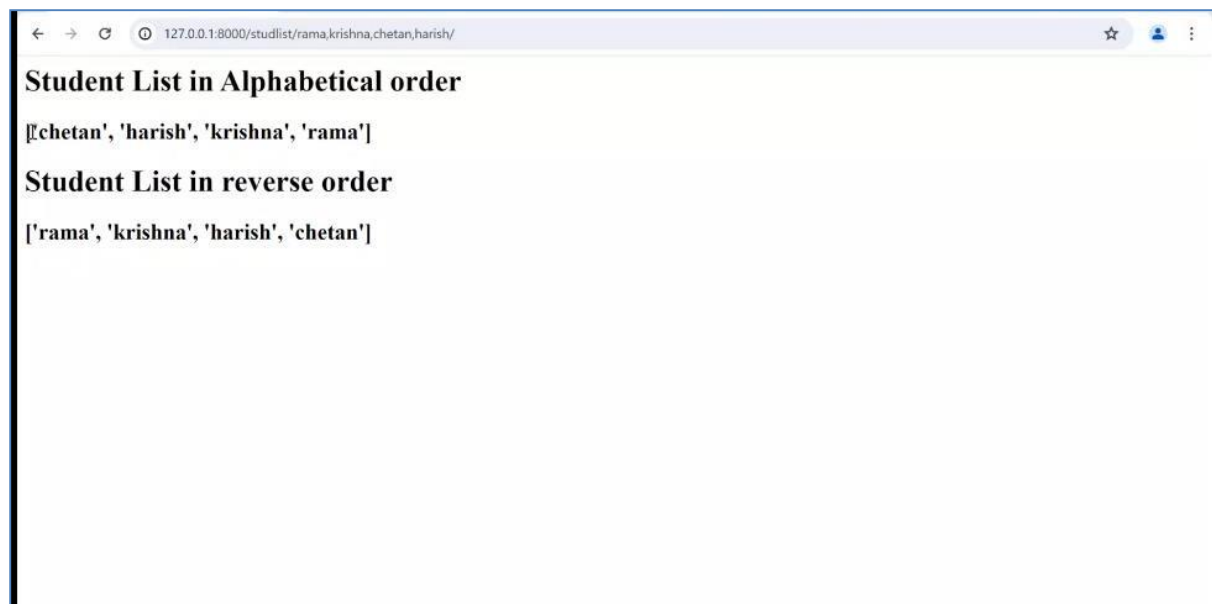 127.0.0.1:8000/studlist/rama,krishna,chetan,harish/
Student List in Alphabetical order
['chetan', 'harish', 'krishna', 'rama']
Student List in reverse order
['rama', 'krishna', 'harish', 'chetan']